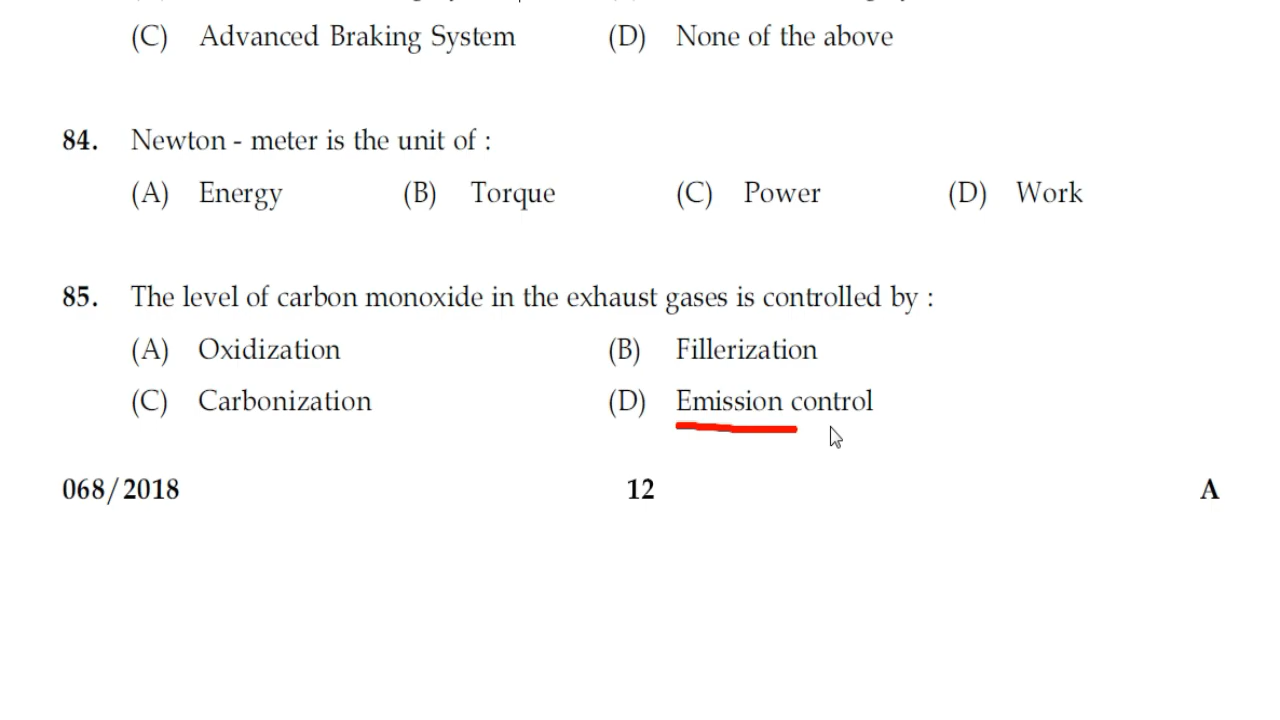 (C) Advanced Braking System (D) None of the above
84. Newton - meter is the unit of :
(A) Energy (B) Torque (C) Power (D) Work
85. The level of carbon monoxide in the exhaust gases is controlled by :
(A) Oxidization (B) Fillerization
(C) Carbonization (D) Emission control
068/2018 12 A